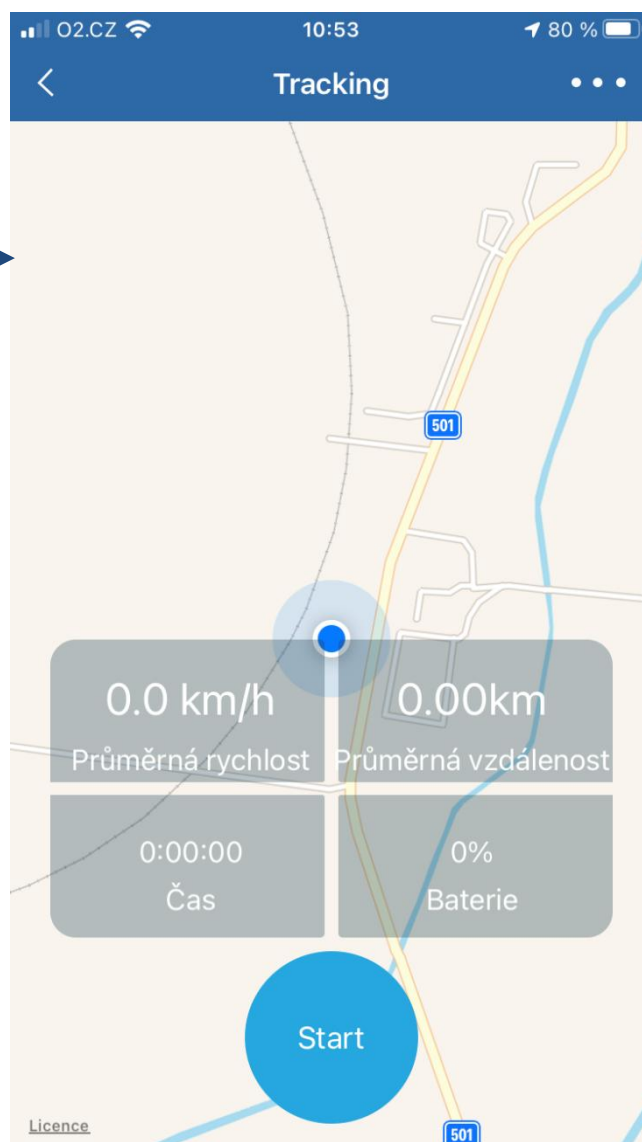 O2.CZ 10:53 80 %
Tracking
501
0.0 km/h 0.00km
Průměrná rychlost Průměrná vzdálenost
0:00:00 0%
Čas Baterie
Start
Licence
501